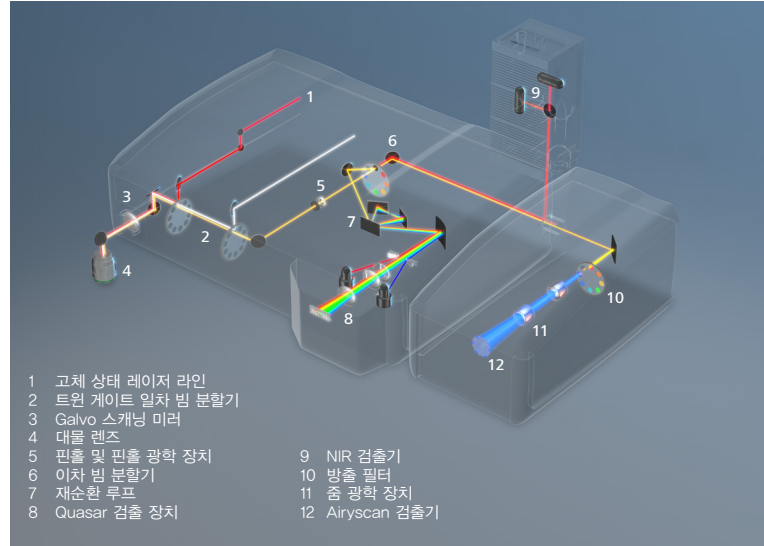 1
2
3
4
5
6
7
8
9
10
11
12
1 고체 상태 레이저 라인
2 트윈 게이트 일차 빔 분할기
3 Galvo 스캐닝 미러
4 대물 렌즈
5 핀홀 및 핀홀 광학 장치
6 이차 빔 분할기
7 재순환 루프
8 Quasar 검출 장치
9 NIR 검출기
10 방출 필터
11 줌 광학 장치
12 Airyscan 검출기